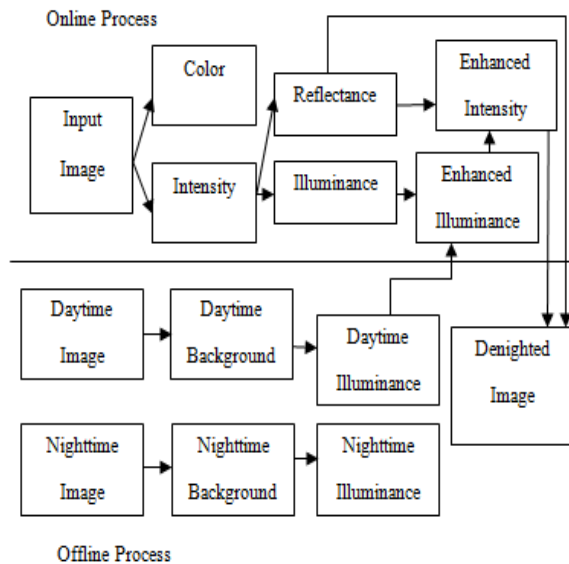 Online Process
Color
Input
Image
Intensity
Reflectance
Illuminance
Enhanced
Intensity
Enhanced
Illuminance
Daytime
Image
Daytime
Background
Daytime
Illuminance
Denighted
Image
Nighttime
Image
Nighttime
Background
Nighttime
Illuminance
Offline Process